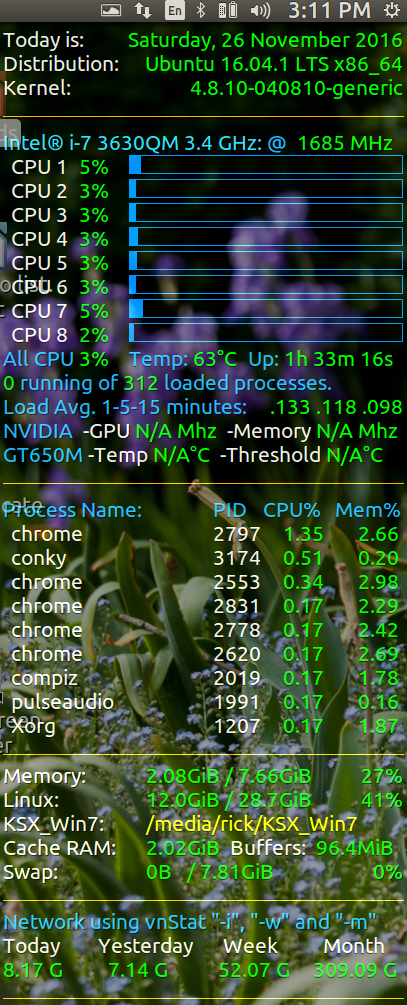 En 3:11 PM
Today is: Saturday, 26 November 2016
Distribution: Ubuntu 16.04.1 LTS x86_64
Kernel: 4.8.10-040810-generic
Intel® i-7 3630QM 3.4 GHz: @ 1685 MHz
CPU 1 5%
CPU 2 3%
CPU 3 3%
CPU 4 3%
CPU 5 3%
CPU 6 3%
CPU 7 5%
CPU 8 2%
All CPU 3% Temp: 63°C Up: 1h 33m 16s
0 running of 312 loaded processes.
Load Avg. 1-5-15 minutes: .133 .118 .098
NVIDIA -GPU N/A Mhz -Memory N/A Mhz
GT650M -Temp N/A°C -Threshold N/A°C
Process Name: PID CPU% Mem%
chrome 2797 1.35 2.66
conky 3174 0.51 0.20
chrome 2553 0.34 2.98
chrome 2831 0.17 2.29
chrome 2778 0.17 2.42
chrome 2620 0.17 2.69
compiz 2019 0.17 1.78
pulseaudio 1991 0.17 0.16
Xorg 1207 0.17 1.87
Memory: 2.08GiB / 7.66GiB 27%
Linux: 12.0GiB / 28.7GiB 41%
KSX_Win7: /media/rick/KSX_Win7
Cache RAM: 2.02GiB Buffers: 96.4MiB
Swap: 0B / 7.81GiB 0%
Network using vnStat "-i", "-w" and "-m"
Today Yesterday Week Month
8.17 G 7.14 G 52.07 G 309.09 G